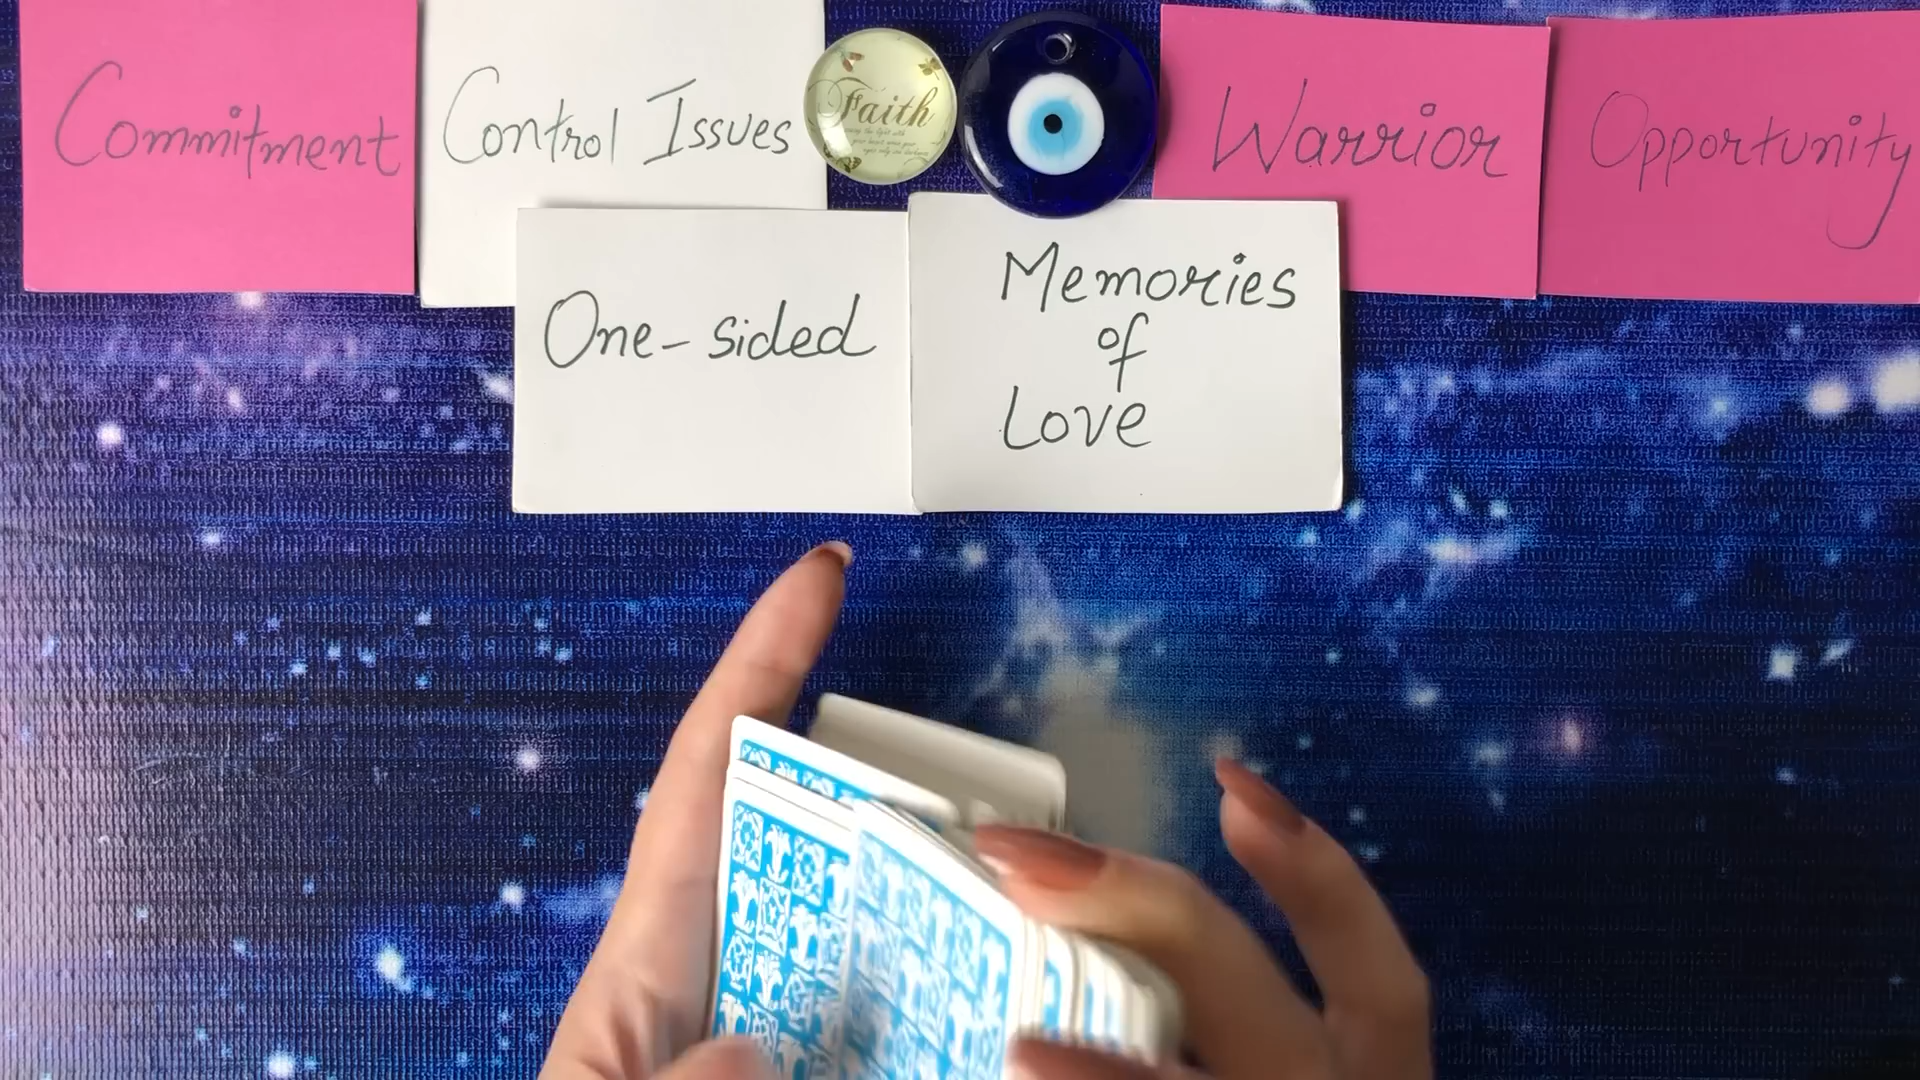 Commitment
Control Issues
Faith
Warrior
Opportunity
One-sided
Memories
of
Love